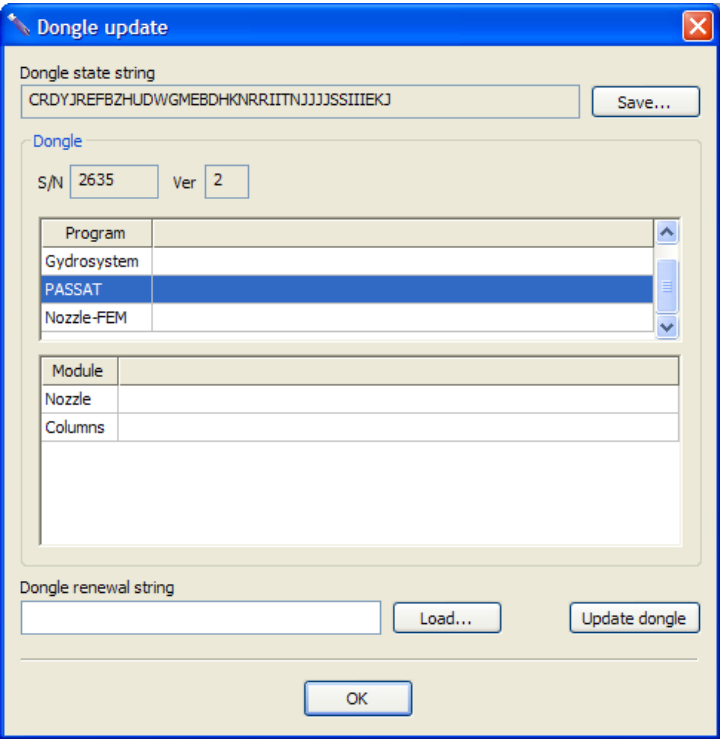 Dongle update
Dongle state string
CRDYJREFBZHUDWGMEBDHKNRRIITNJJJJSSIIIEKJ
Save...
Dongle
S/N 2635 Ver 2
Program
Gydrosystem
PASSAT
Nozzle-FEM
Module
Nozzle
Columns
Dongle renewal string
Load... Update dongle
OK